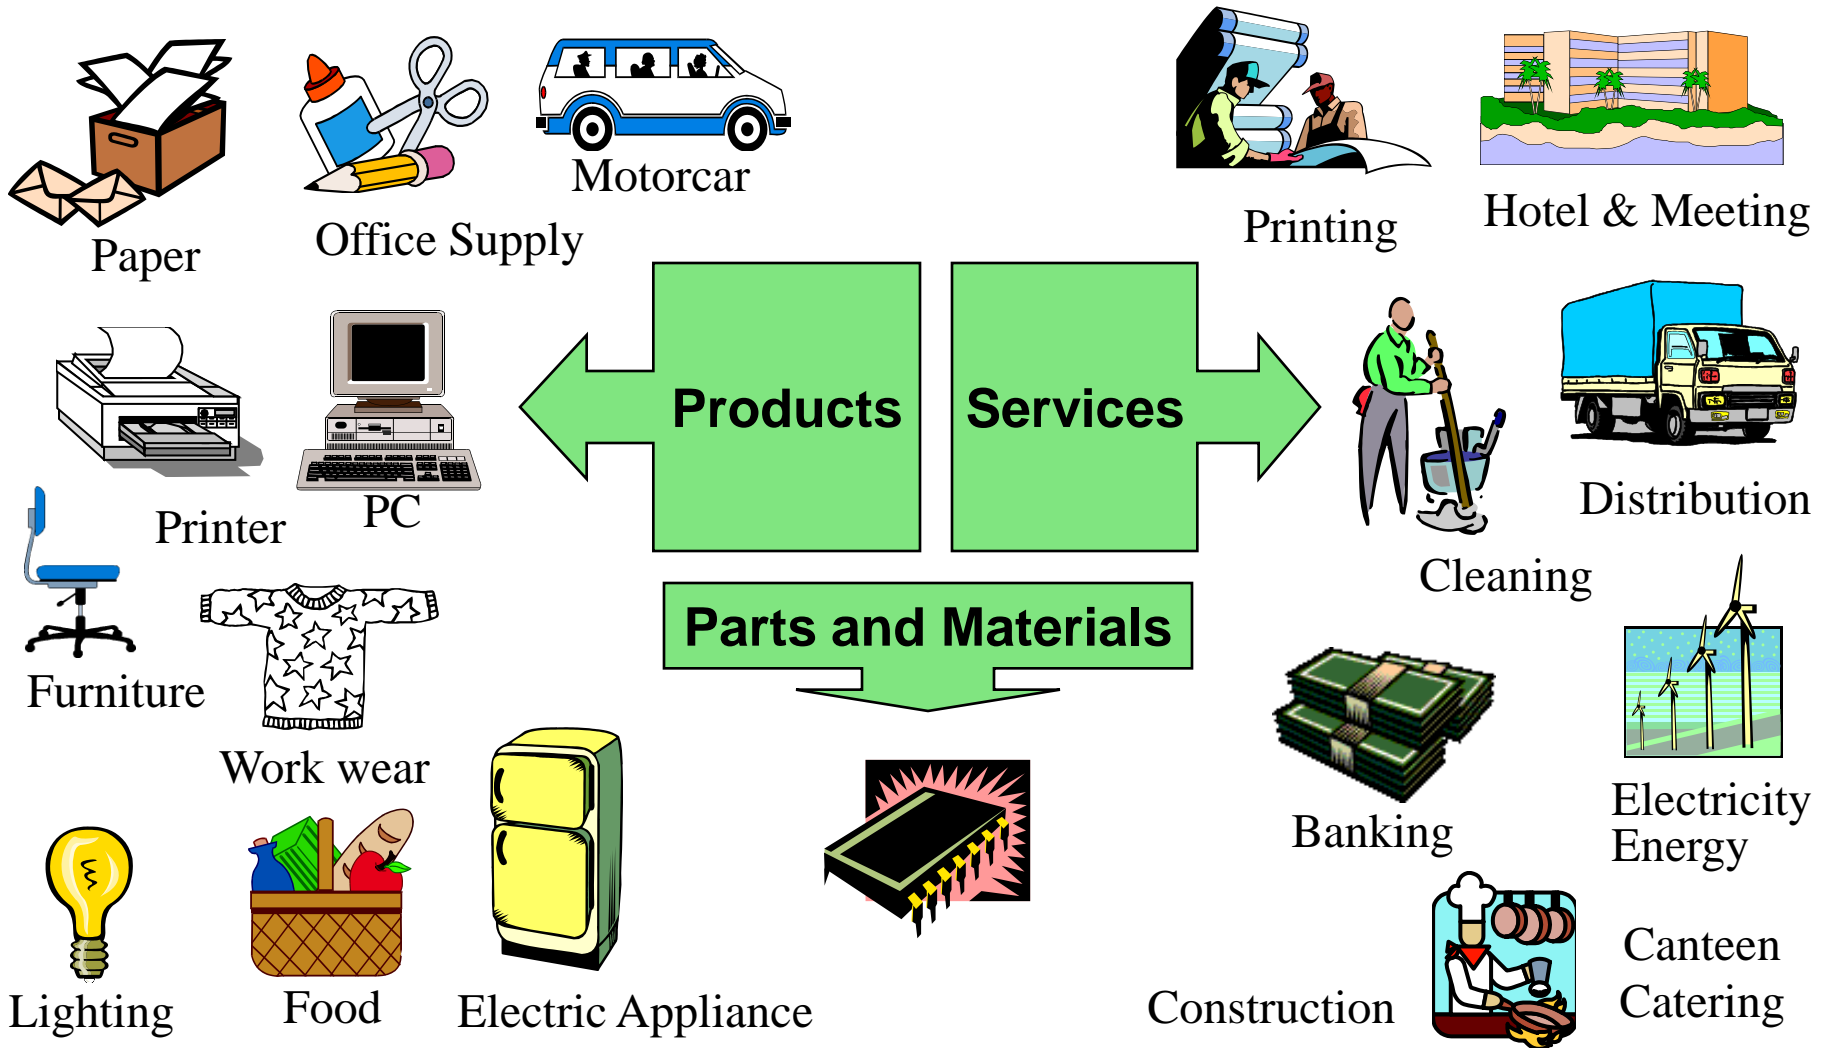 Motorcar
Paper
Office Supply
Printing
Hotel & Meeting
Products
Services
Printer
PC
Distribution
Cleaning
Parts and Materials
Furniture
Work wear
Banking
Electricity
Energy
Lighting
Food
Electric Appliance
Construction
Canteen
Catering